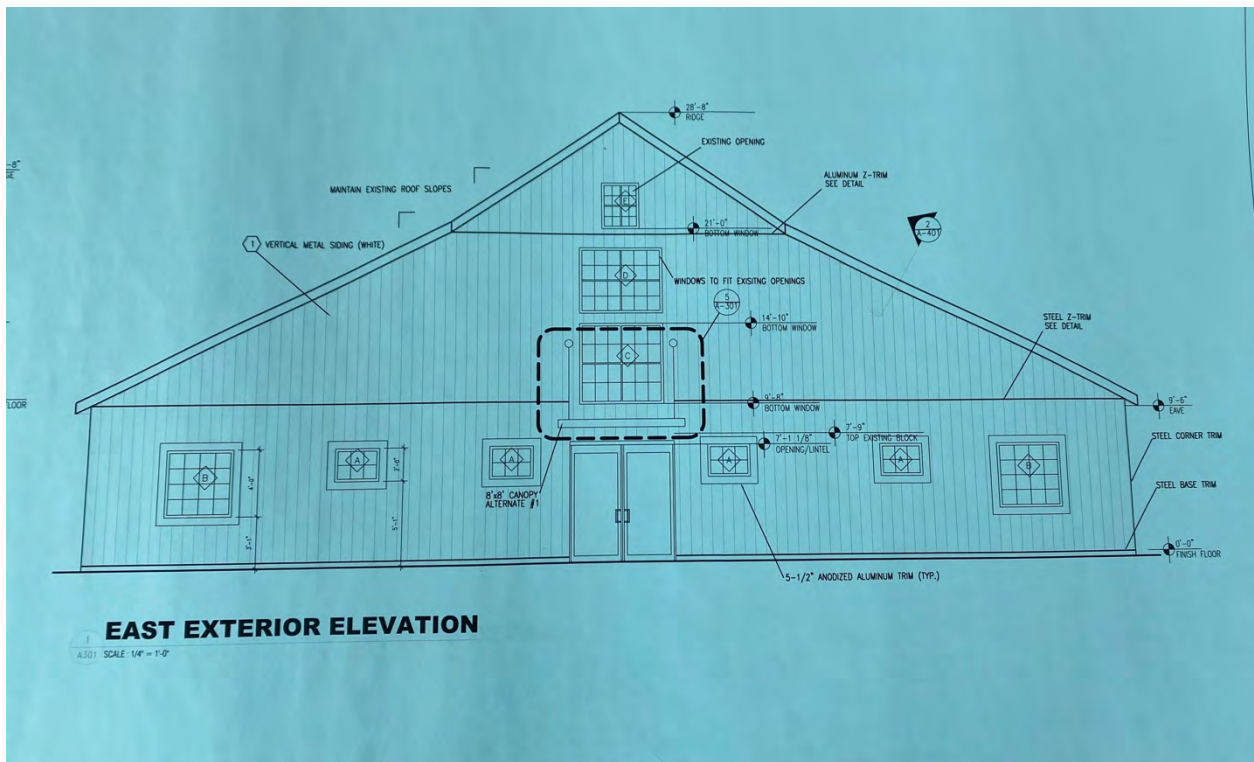 28'-8"
RIDGE
EXISTING OPENING
-8"
MAINTAIN EXISTING ROOF SLOPES
ALUMINUM Z-TRIM
SEE DETAIL
E
21'-0"
BOTTOM WINDOW
2
A-401
1 VERTICAL METAL SIDING (WHITE)
D
WINDOWS TO FIT EXISITNG OPENINGS
5
A-301
14'-10"
BOTTOM WINDOW
STEEL Z-TRIM
SEE DETAIL
C
LOOR
9'-8"
BOTTOM WINDOW
9'-6"
EAVE
7'-9"
TOP EXISTING BLOCK
7'-1 1/8"
OPENING/LINTEL
STEEL CORNER TRIM
B
4'-0"
3'-1"
A
2'-0"
5'-1"
A
A
A
B
8'x8' CANOPY
ALTERNATE #1
STEEL BASE TRIM
0'-0"
FINISH FLOOR
5-1/2" ANODIZED ALUMINUM TRIM (TYP.)
1 EAST EXTERIOR ELEVATION
A301 SCALE : 1/4" = 1'-0"